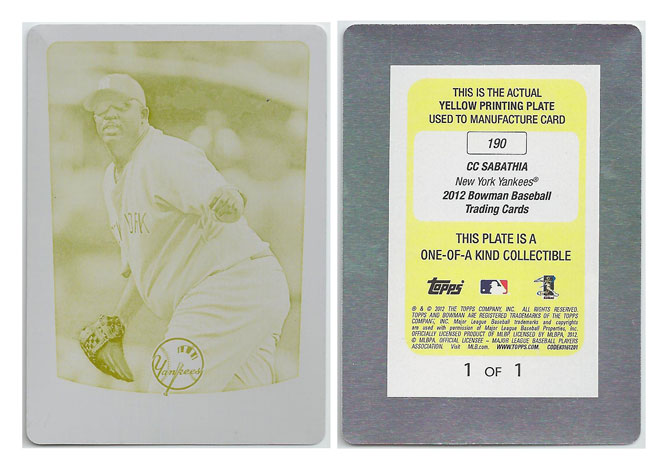 YORK
Yankees
THIS IS THE ACTUAL
YELLOW PRINTING PLATE
USED TO MANUFACTURE CARD
190
CC SABATHIA
New York Yankees®
2012 Bowman Baseball
Trading Cards
THIS PLATE IS A
ONE-OF-A KIND COLLECTIBLE
Topps
® & © 2012 THE TOPPS COMPANY, INC. ALL RIGHTS RESERVED.
TOPPS AND BOWMAN ARE REGISTERED TRADEMARKS OF THE TOPPS
COMPANY, INC. Major League Baseball trademarks and copyrights
are used with permission of Major League Baseball Properties, Inc.
OFFICIALLY LICENSED PRODUCT OF MLBP. LICENSED BY MLBPA, 2012.
© MLBPA. OFFICIAL LICENSEE – MAJOR LEAGUE BASEBALL PLAYERS
ASSOCIATION. Visit MLB.com. WWW.TOPPS.COM.
1 OF 1